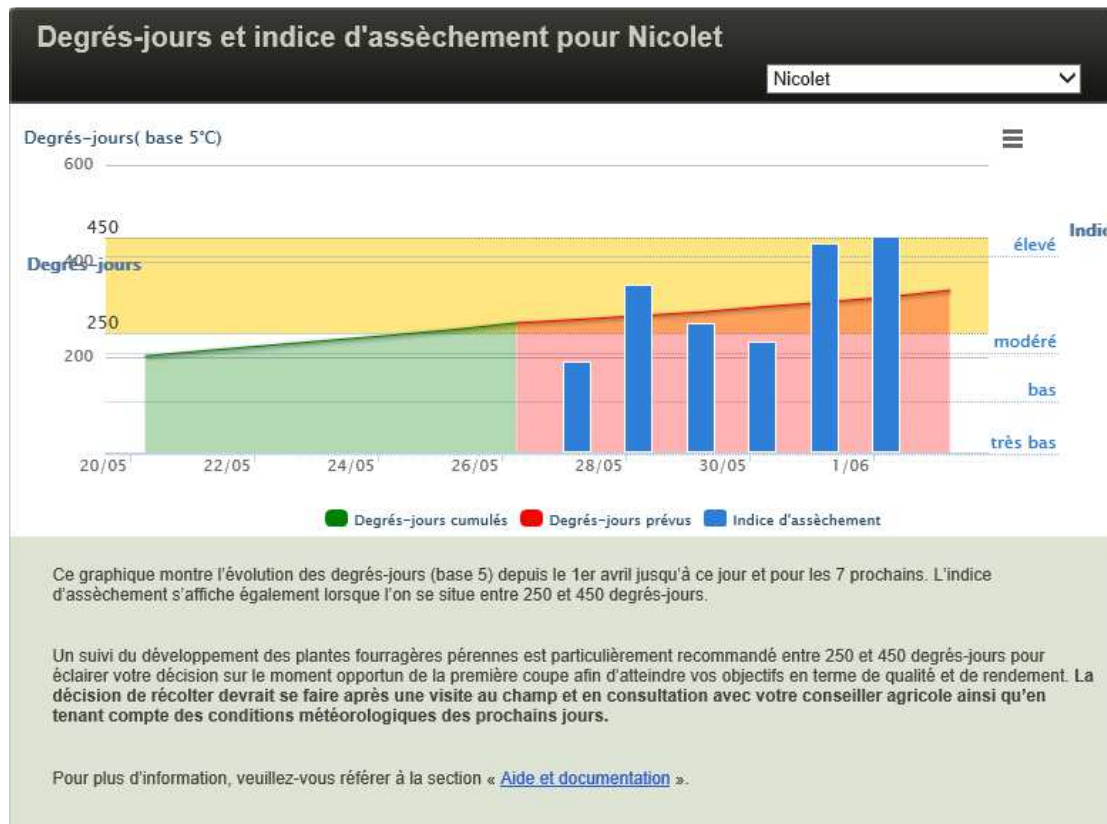 Degrés-jours et indice d'assèchement pour Nicolet
Nicolet
Degrés-jours( base 5°C)
600
450
400
Degrés-jours
250
200
Indic
élevé
modéré
bas
très bas
20/05 22/05 24/05 26/05 28/05 30/05 1/06
Degrés-jours cumulés Degrés-jours prévus Indice d'assèchement
Ce graphique montre l'évolution des degrés-jours (base 5) depuis le 1er avril jusqu'à ce jour et pour les 7 prochains. L'indice
d'assèchement s'affiche également lorsque l'on se situe entre 250 et 450 degrés-jours.
Un suivi du développement des plantes fourragères pérennes est particulièrement recommandé entre 250 et 450 degrés-jours pour
éclairer votre décision sur le moment opportun de la première coupe afin d'atteindre vos objectifs en terme de qualité et de rendement. La
décision de récolter devrait se faire après une visite au champ et en consultation avec votre conseiller agricole ainsi qu'en
tenant compte des conditions météorologiques des prochains jours.
Pour plus d'information, veuillez-vous référer à la section « Aide et documentation ».